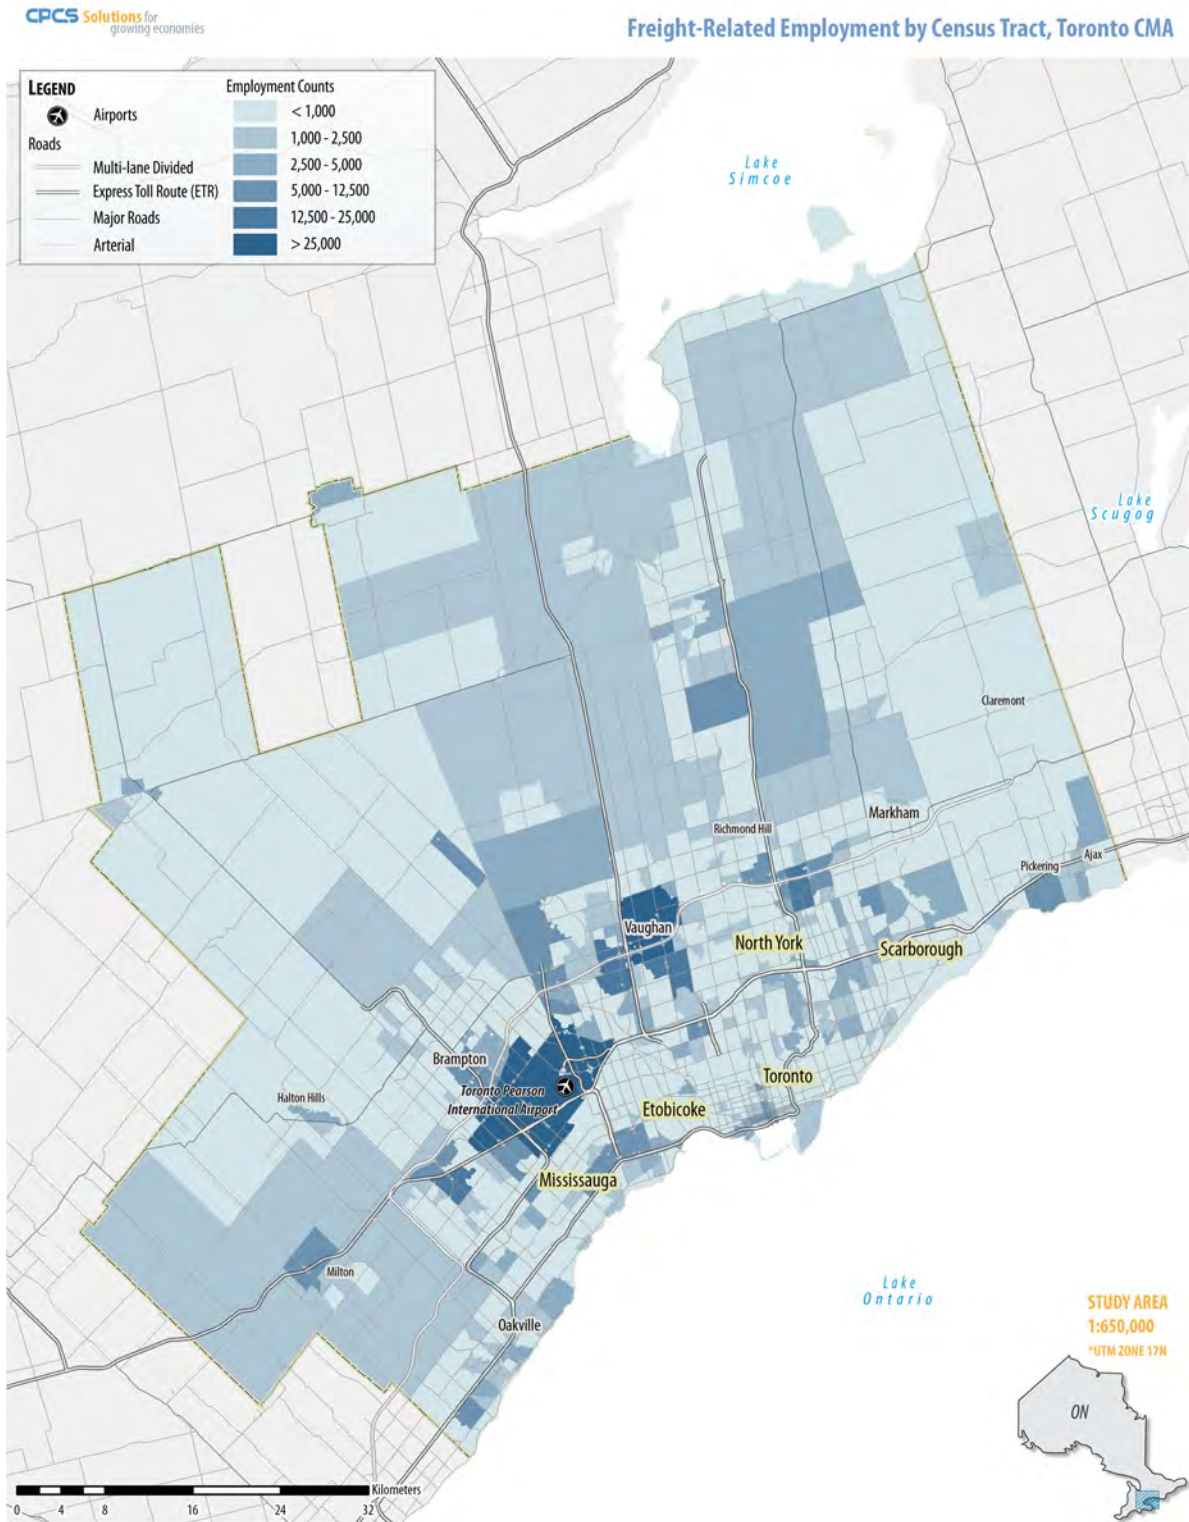 CPCS Solutions for
growing economies
Freight-Related Employment by Census Tract, Toronto CMA
LEGEND
Airports
Roads
Multi-lane Divided
Express Toll Route (ETR)
Major Roads
Arterial
Employment Counts
< 1,000
1,000 - 2,500
2,500 - 5,000
5,000 - 12,500
12,500 - 25,000
> 25,000
Lake
Simcoe
Lake
Scugog
Claremont
Markham
Richmond Hill
Ajax
Pickering
Vaughan
North York
Scarborough
Brampton
Toronto Pearson
International Airport
Toronto
Halton Hills
Etobicoke
Mississauga
Milton
Oakville
Lake
Ontario
STUDY AREA
1:650,000
*UTM ZONE 17N
ON
Kilometers
0 4 8 16 24 32